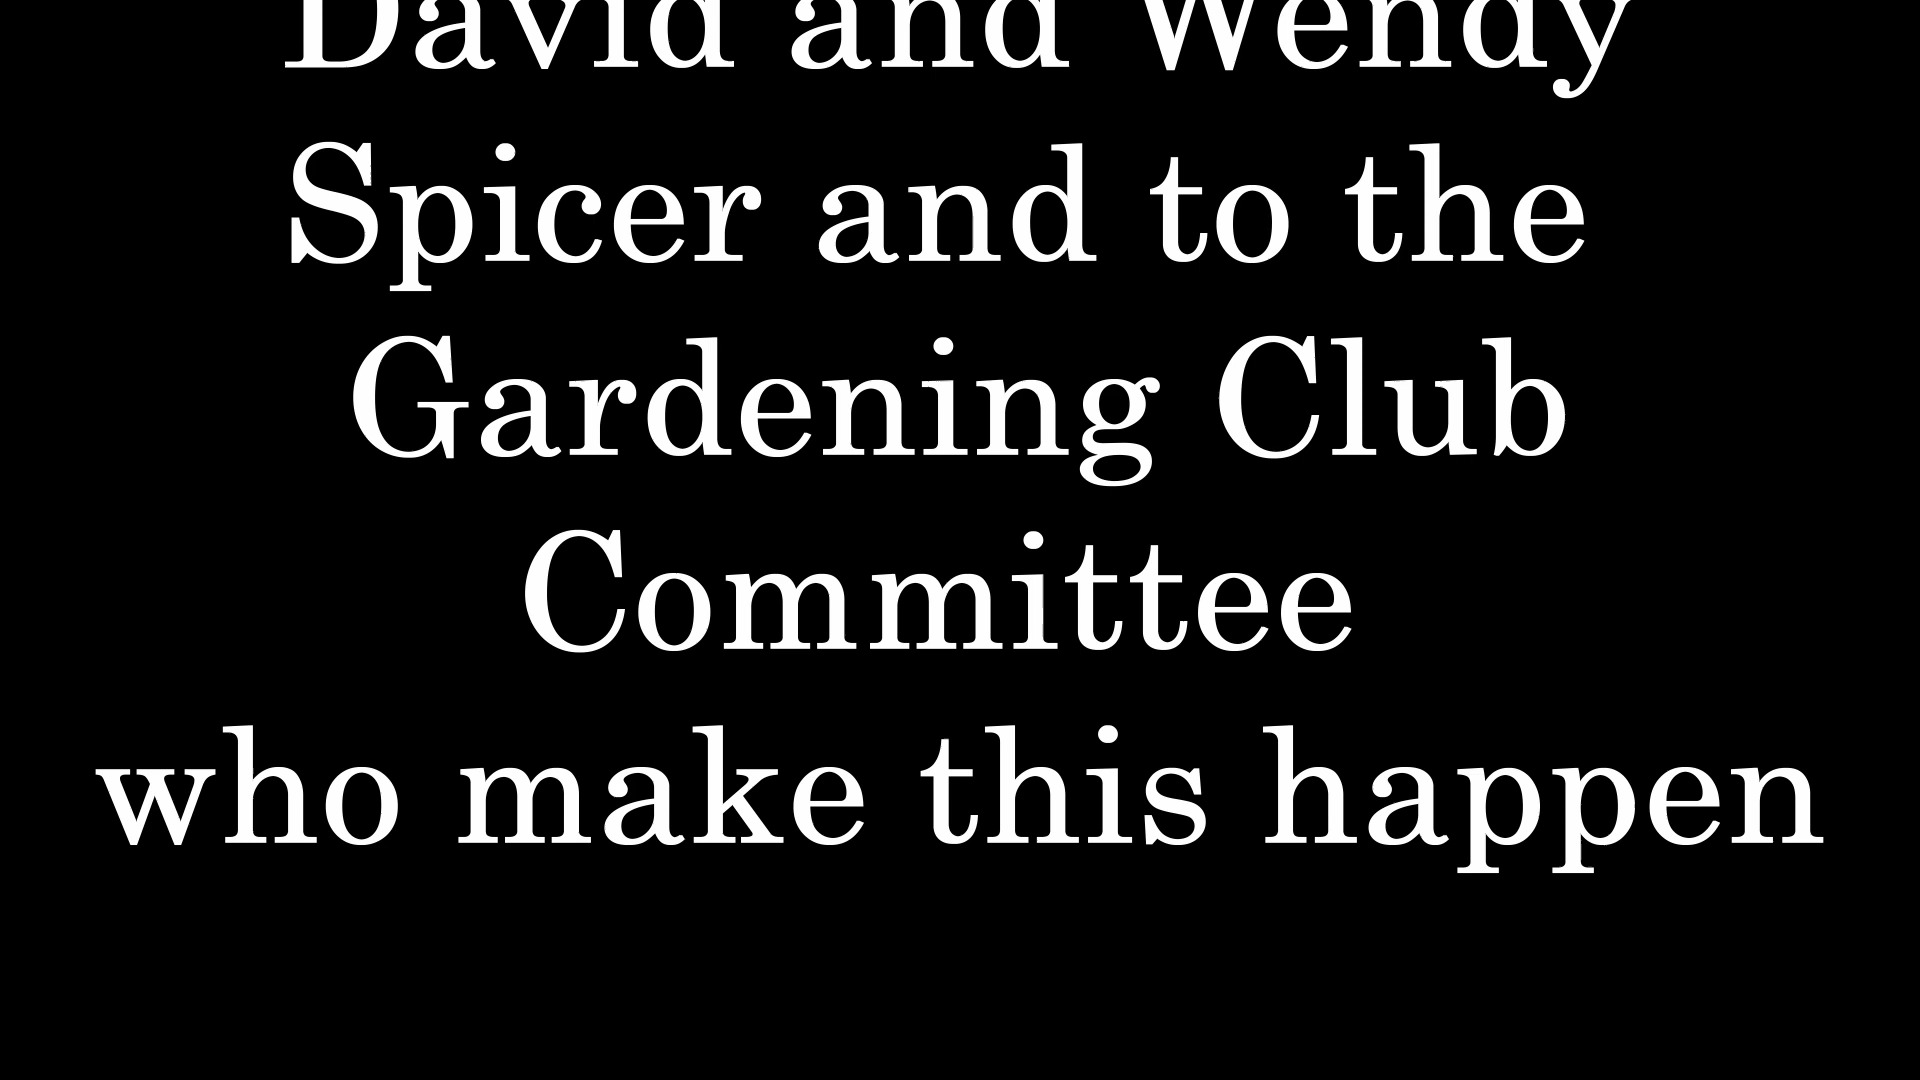 David and Wendy
Spicer and to the
Gardening Club
Committee
who make this happen